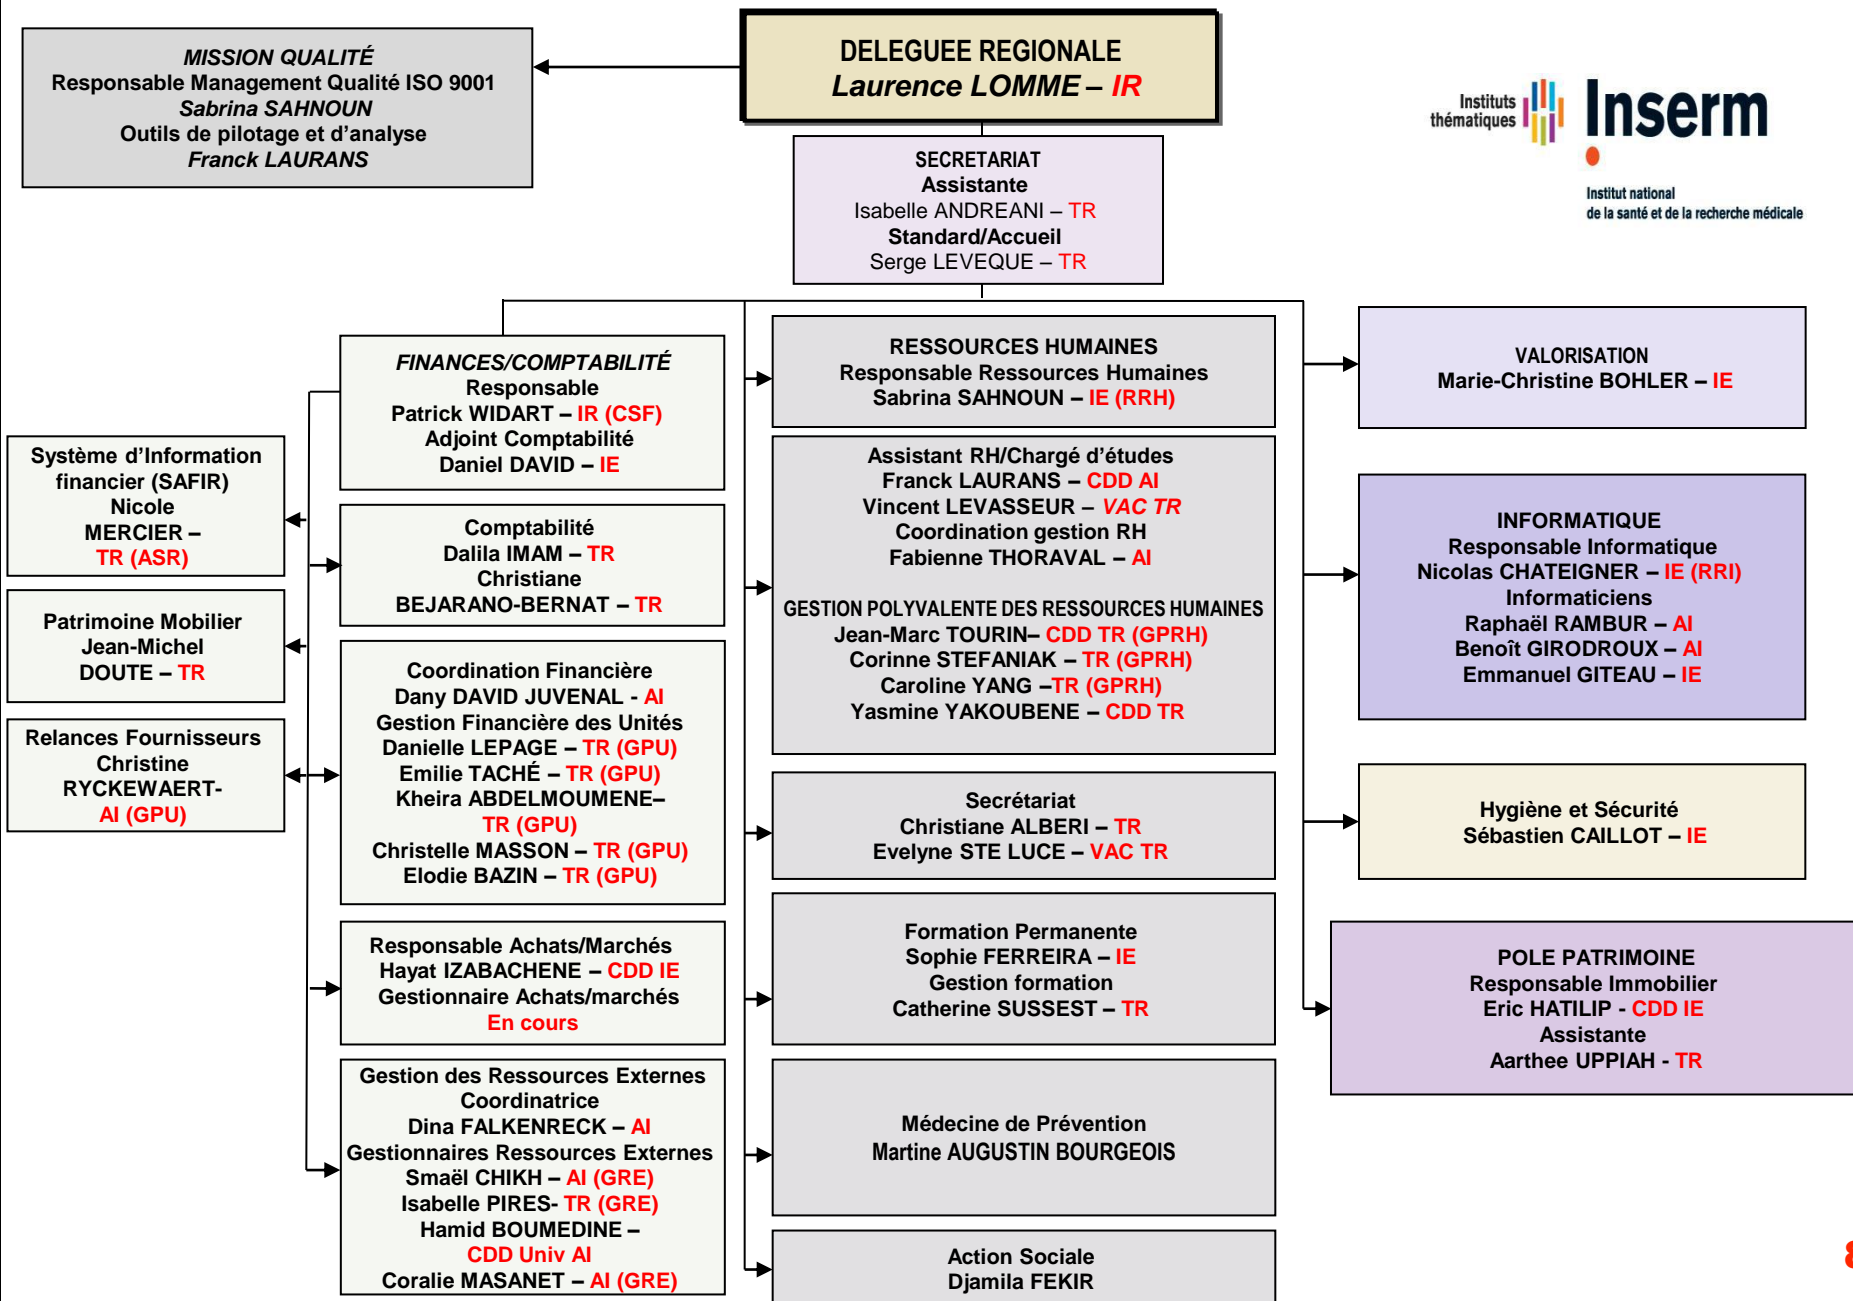 MISSION QUALITÉ
Responsable Management Qualité ISO 9001
Sabrina SAHNOUN
Outils de pilotage et d'analyse
Franck LAURANS
DELEGUEE REGIONALE
Laurence LOMME – IR
Instituts
thématiques
Inserm
Institut national
de la santé et de la recherche médicale
SECRETARIAT
Assistante
Isabelle ANDREANI – TR
Standard/Accueil
Serge LEVEQUE – TR
Système d'Information
financier (SAFIR)
Nicole
MERCIER –
TR (ASR)
Patrimoine Mobilier
Jean-Michel
DOUTE – TR
Relances Fournisseurs
Christine
RYCKEWAERT-
AI (GPU)
FINANCES/COMPTABILITÉ
Responsable
Patrick WIDART – IR (CSF)
Adjoint Comptabilité
Daniel DAVID – IE
Comptabilité
Dalila IMAM – TR
Christiane
BEJARANO-BERNAT – TR
Coordination Financière
Dany DAVID JUVENAL - AI
Gestion Financière des Unités
Danielle LEPAGE – TR (GPU)
Emilie TACHÉ – TR (GPU)
Kheira ABDELMOUMENE–
TR (GPU)
Christelle MASSON – TR (GPU)
Elodie BAZIN – TR (GPU)
Responsable Achats/Marchés
Hayat IZABACHENE – CDD IE
Gestionnaire Achats/marchés
En cours
Gestion des Ressources Externes
Coordinatrice
Dina FALKENRECK – AI
Gestionnaires Ressources Externes
Smaël CHIKH – AI (GRE)
Isabelle PIRES- TR (GRE)
Hamid BOUMEDINE –
CDD Univ AI
Coralie MASANET – AI (GRE)
RESSOURCES HUMAINES
Responsable Ressources Humaines
Sabrina SAHNOUN – IE (RRH)
Assistant RH/Chargé d'études
Franck LAURANS – CDD AI
Vincent LEVASSEUR – VAC TR
Coordination gestion RH
Fabienne THORAVAL – AI
GESTION POLYVALENTE DES RESSOURCES HUMAINES
Jean-Marc TOURIN– CDD TR (GPRH)
Corinne STEFANIAK – TR (GPRH)
Caroline YANG –TR (GPRH)
Yasmine YAKOUBENE – CDD TR
Secrétariat
Christiane ALBERI – TR
Evelyne STE LUCE – VAC TR
Formation Permanente
Sophie FERREIRA – IE
Gestion formation
Catherine SUSSEST – TR
Médecine de Prévention
Martine AUGUSTIN BOURGEOIS
Action Sociale
Djamila FEKIR
VALORISATION
Marie-Christine BOHLER – IE
INFORMATIQUE
Responsable Informatique
Nicolas CHATEIGNER – IE (RRI)
Informaticiens
Raphaël RAMBUR – AI
Benoît GIRODROUX – AI
Emmanuel GITEAU – IE
Hygiène et Sécurité
Sébastien CAILLOT – IE
POLE PATRIMOINE
Responsable Immobilier
Eric HATILIP - CDD IE
Assistante
Aarthee UPPIAH - TR